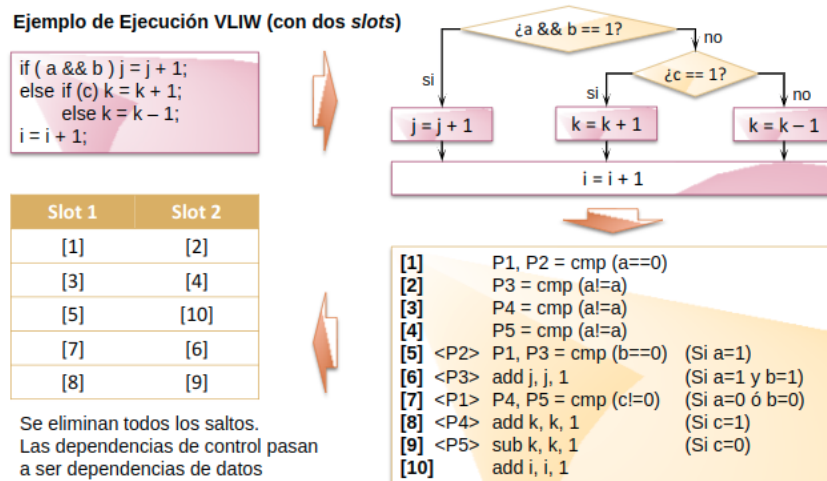 Ejemplo de Ejecución VLIW (con dos slots)
if ( a && b ) j = j + 1;
else if (c) k = k + 1;
else k = k – 1;
i = i + 1;
¿a && b == 1?
no
si
¿c == 1?
si
no
j = j + 1
k = k + 1
k = k – 1
i = i + 1
Slot 1 Slot 2
[1] [2]
[3] [4]
[5] [10]
[7] [6]
[8] [9]
Se eliminan todos los saltos.
Las dependencias de control pasan
a ser dependencias de datos
[1] P1, P2 = cmp (a==0)
[2] P3 = cmp (a!=a)
[3] P4 = cmp (a!=a)
[4] P5 = cmp (a!=a)
[5] <P2> P1, P3 = cmp (b==0) (Si a=1)
[6] <P3> add j, j, 1 (Si a=1 y b=1)
[7] <P1> P4, P5 = cmp (c!=0) (Si a=0 ó b=0)
[8] <P4> add k, k, 1 (Si c=1)
[9] <P5> sub k, k, 1 (Si c=0)
[10] add i, i, 1